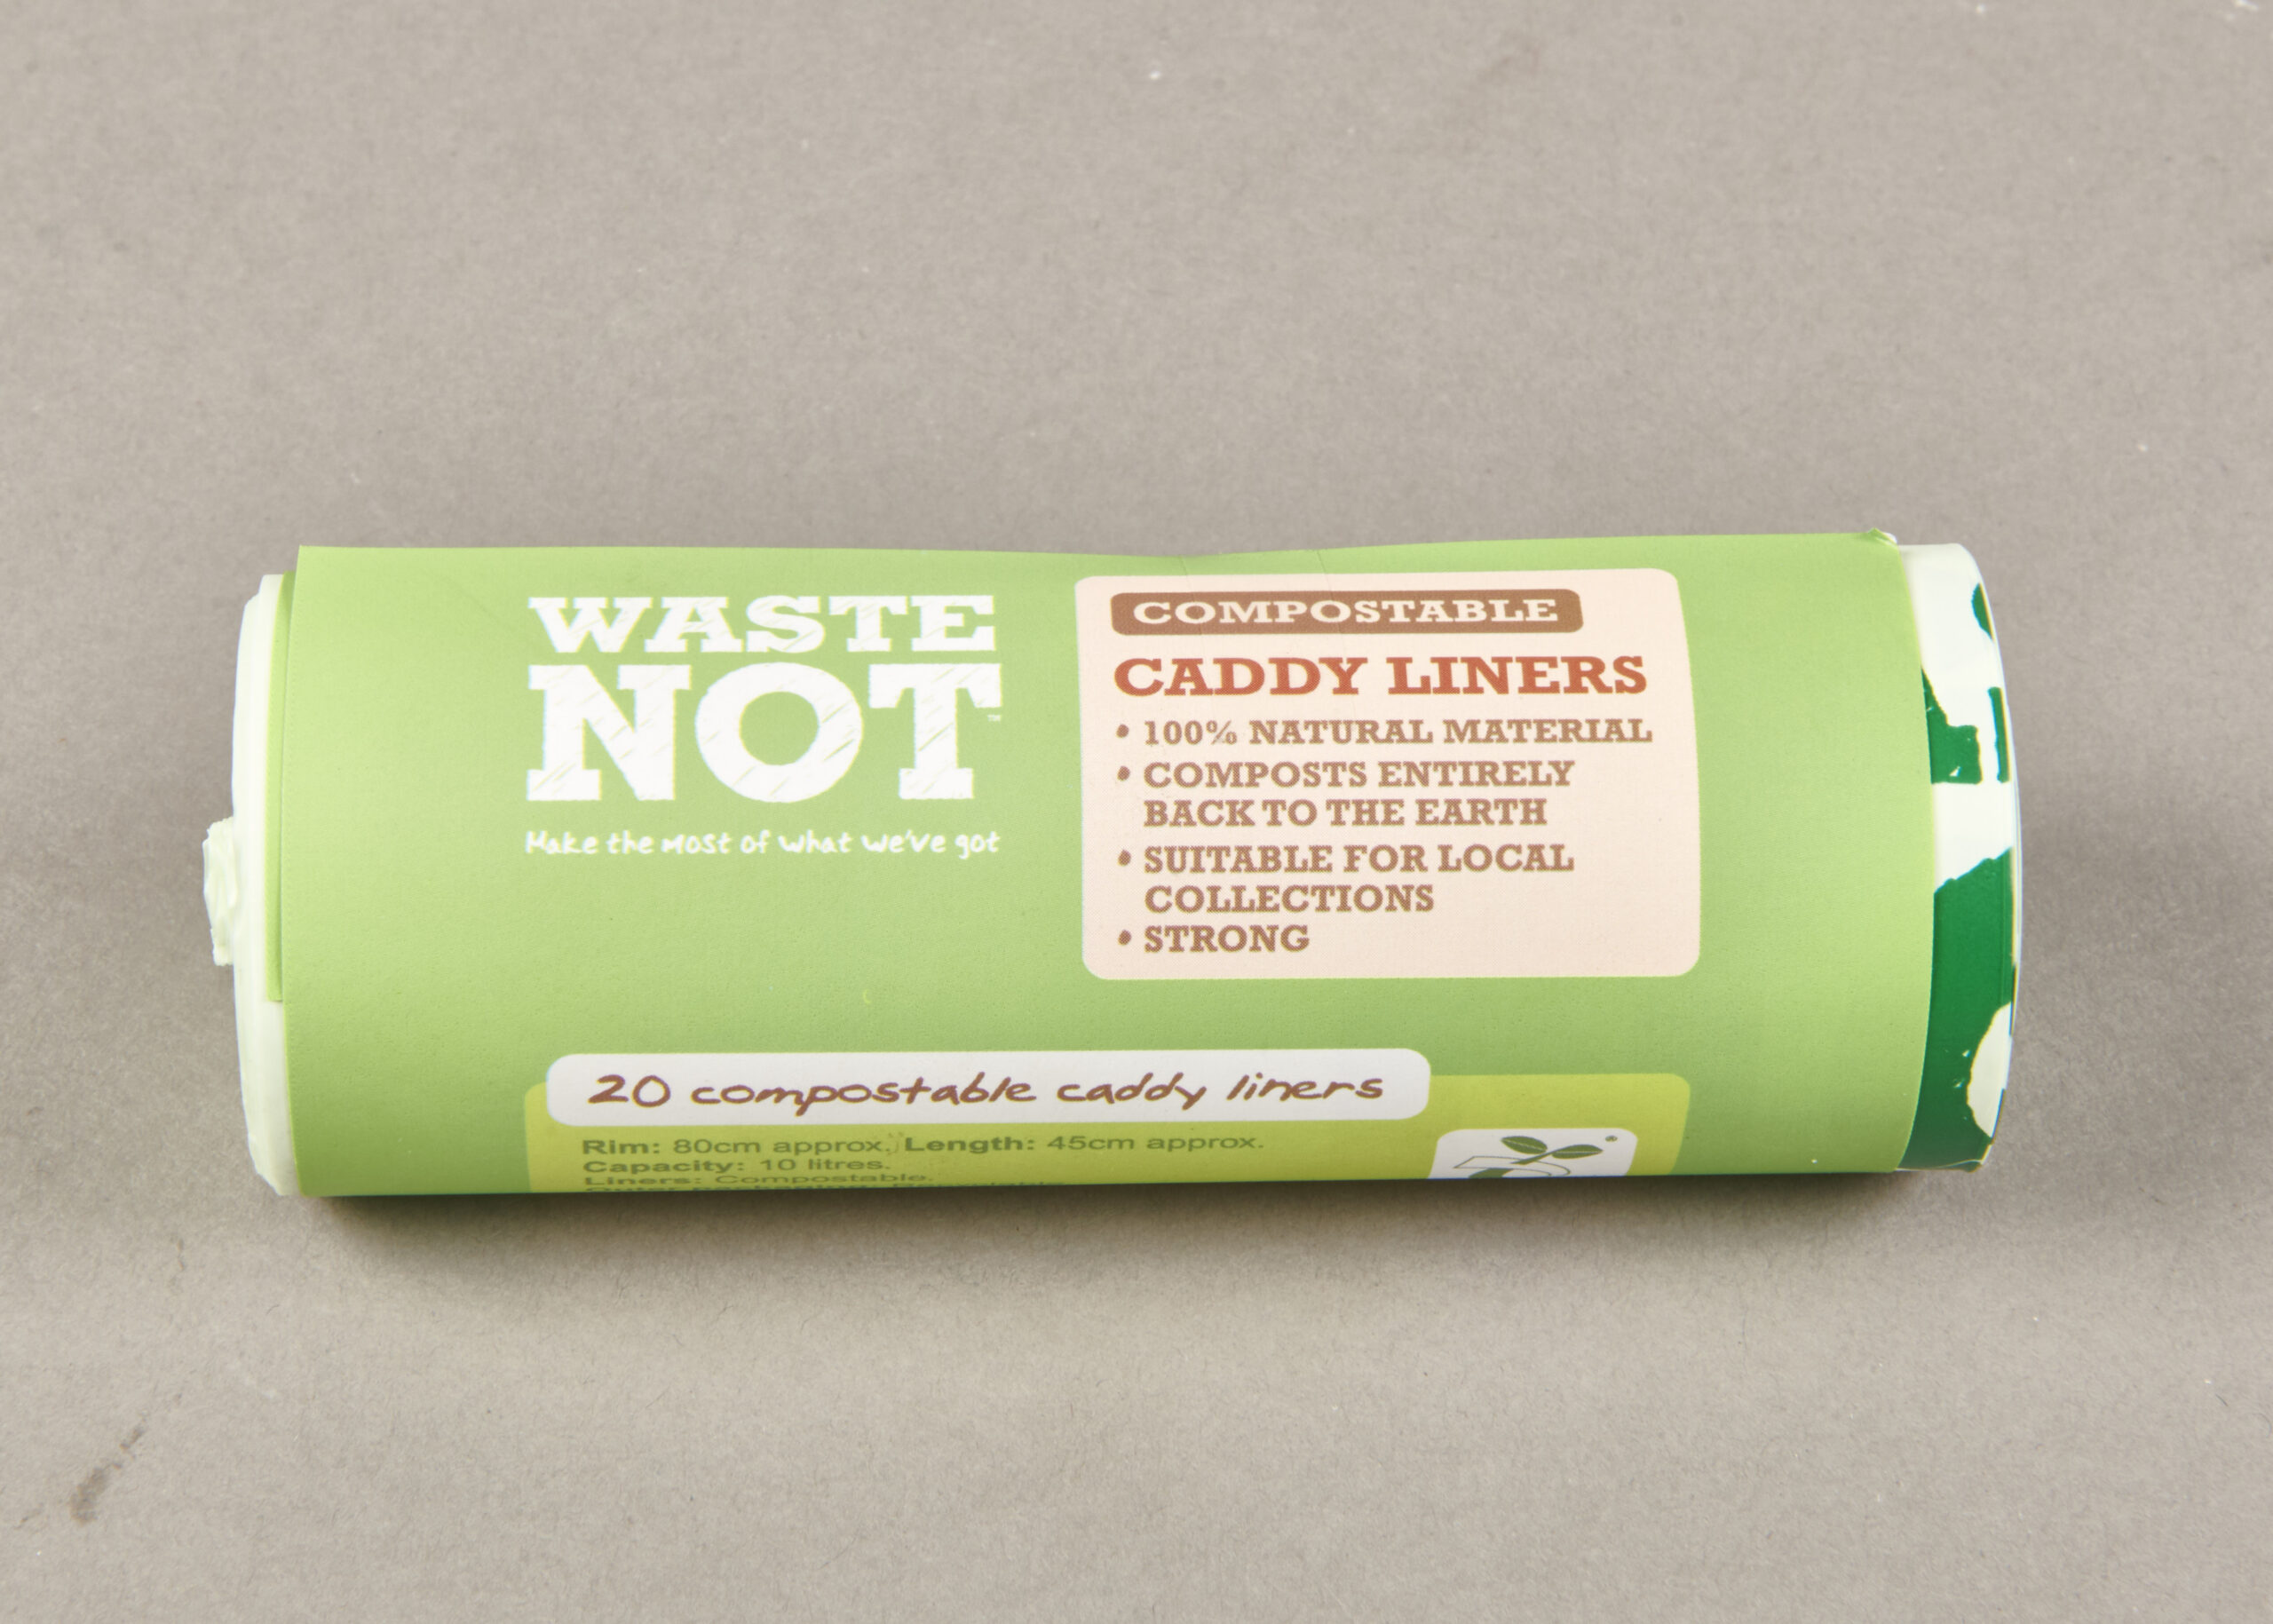 WASTE
NOT™
Make the most of what we've got
COMPOSTABLE
CADDY LINERS
• 100% NATURAL MATERIAL
• COMPOSTS ENTIRELY
BACK TO THE EARTH
• SUITABLE FOR LOCAL
COLLECTIONS
• STRONG
20 compostable caddy liners
Rim: 80cm approx. Length: 45cm approx.
Capacity: 10 litres.
Liners: Compostable.